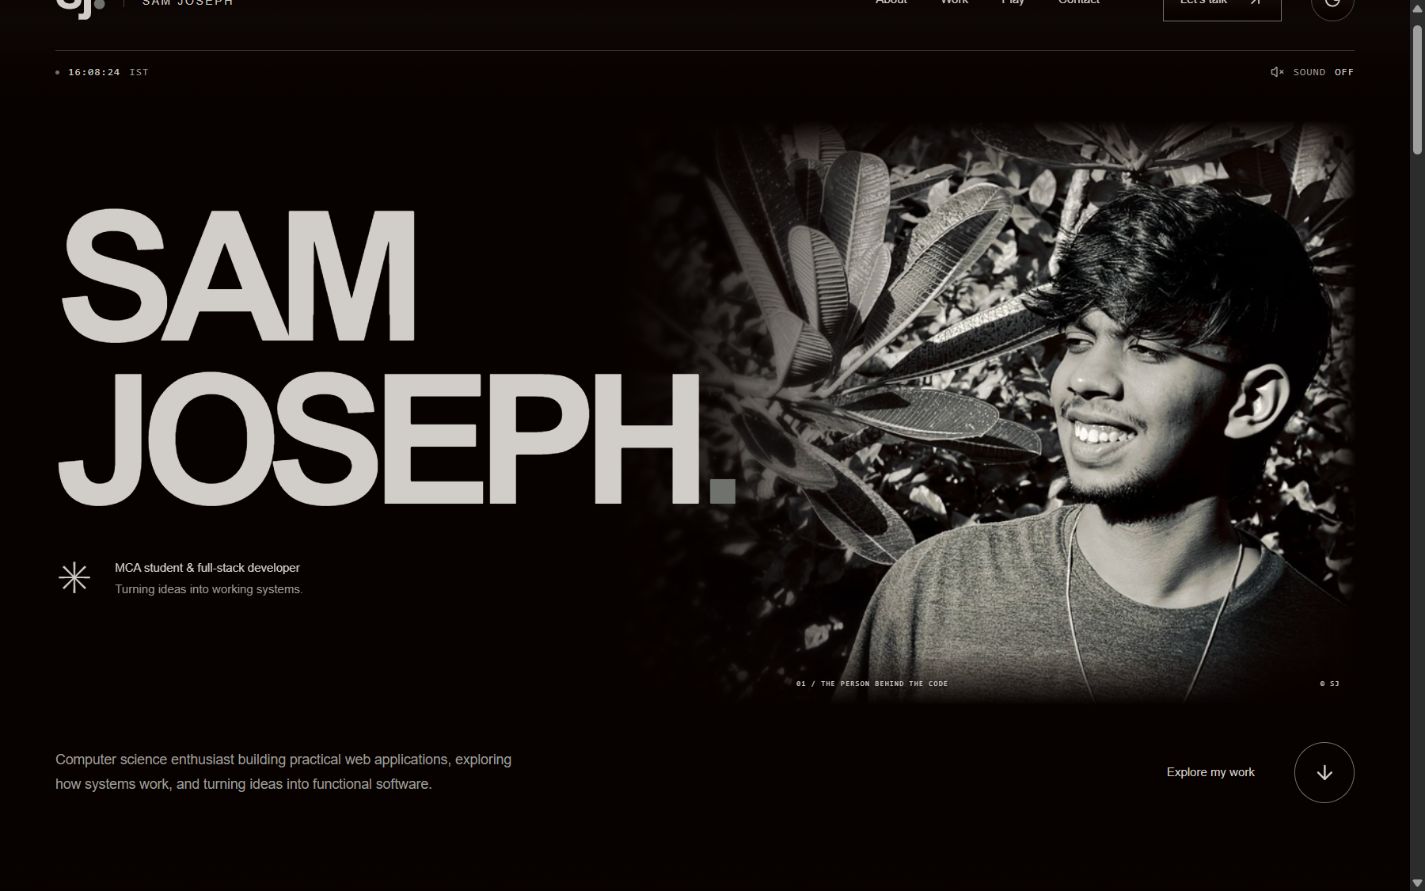 sj.
SAM JOSEPH
About Work Play Contact Let's talk
16:08:24 IST
SOUND OFF
SAM
JOSEPH.
MCA student & full-stack developer
Turning ideas into working systems.
01 / THE PERSON BEHIND THE CODE
© SJ
Computer science enthusiast building practical web applications, exploring
how systems work, and turning ideas into functional software.
Explore my work